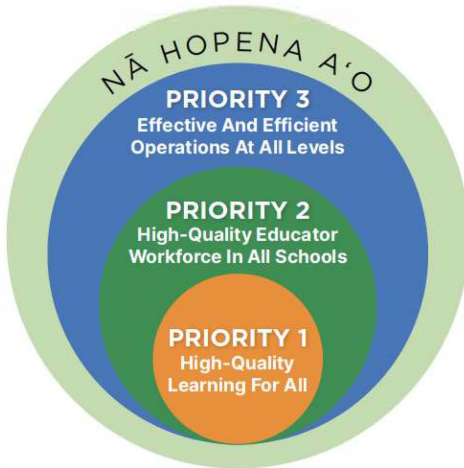 NĀ HOPENA AʻO
PRIORITY 3
Effective And Efficient
Operations At All Levels
PRIORITY 2
High-Quality Educator
Workforce In All Schools
PRIORITY 1
High-Quality
Learning For All